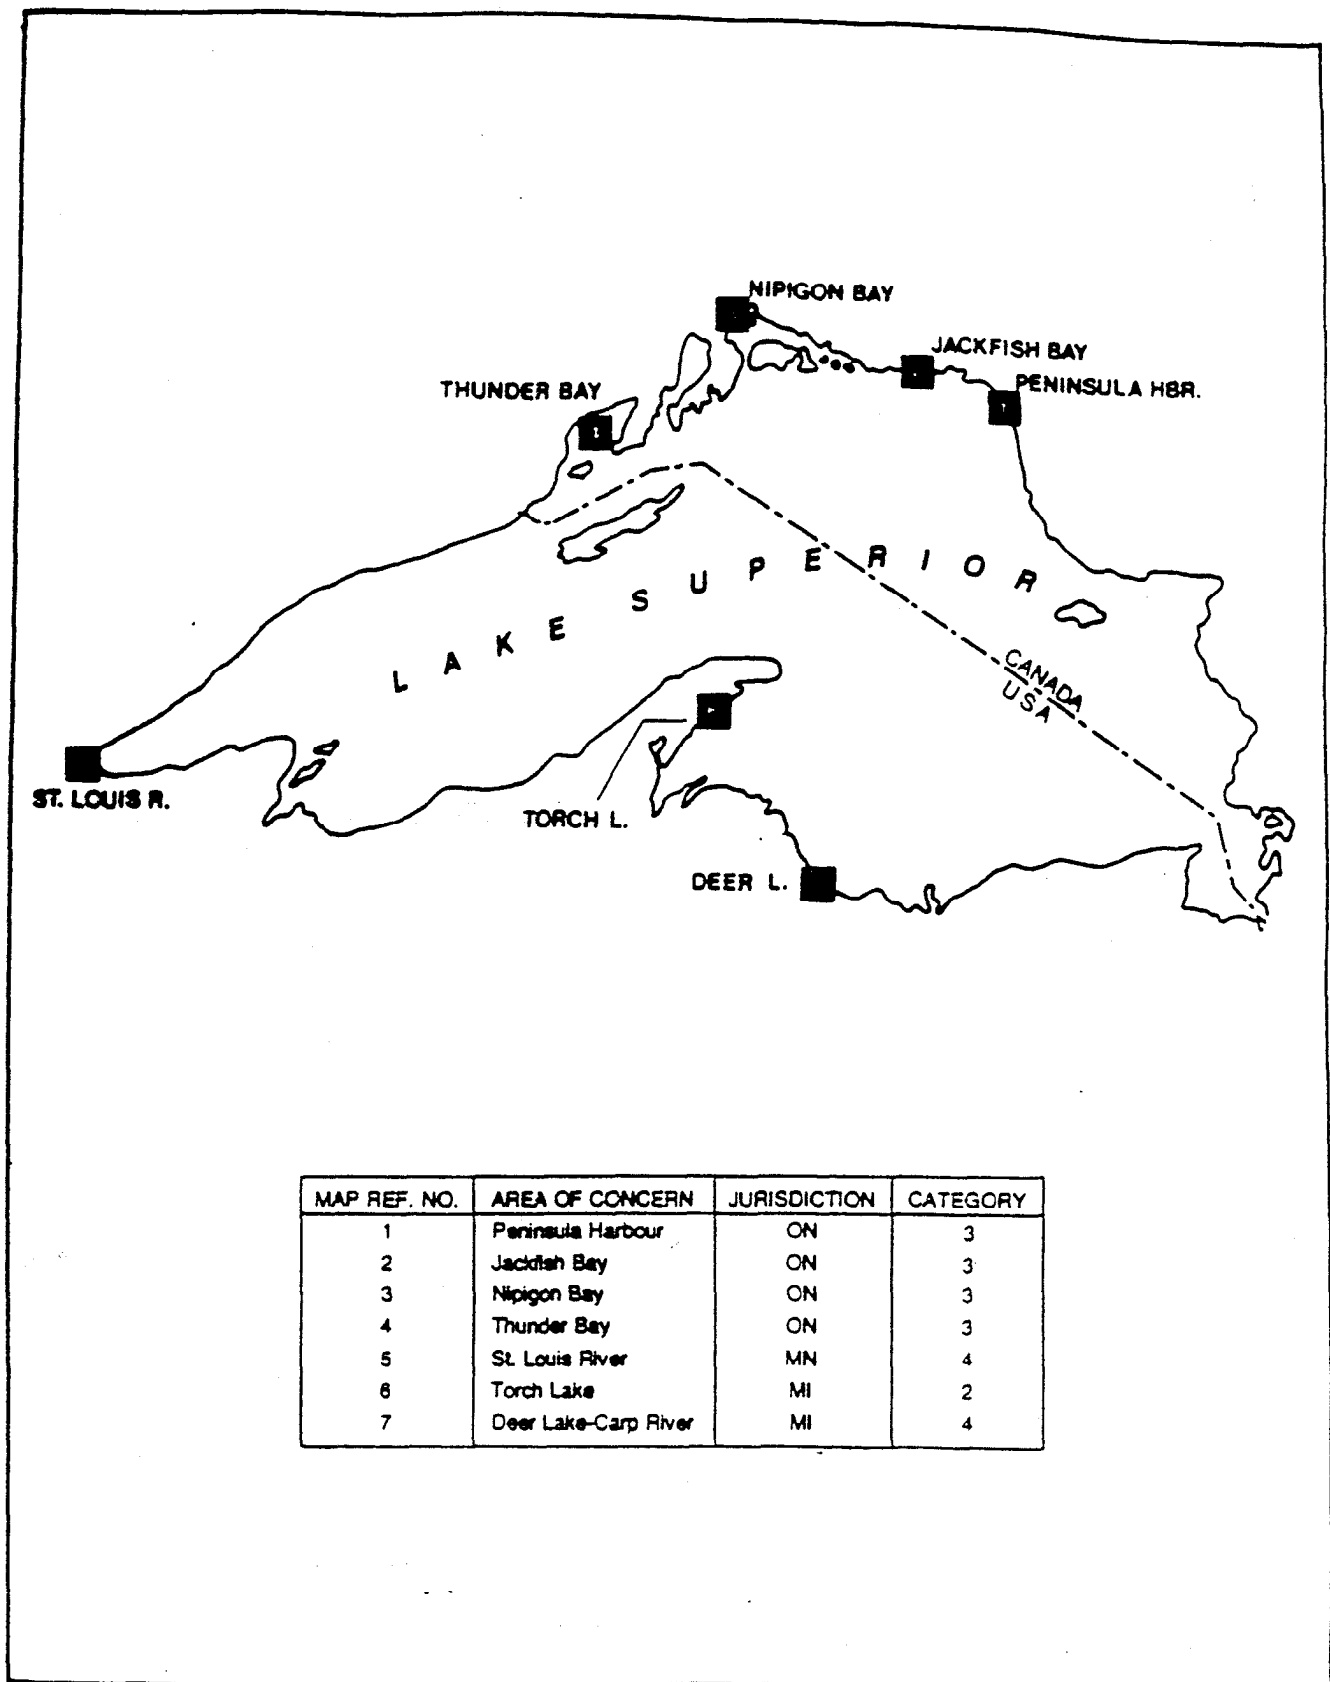 NIPIGON BAY
JACKFISH BAY
THUNDER BAY
PENINSULA HBR.
LAKE SUPERIOR
CANADA
USA
ST. LOUIS R.
TORCH L.
DEER L.
MAP REF. NO. AREA OF CONCERN JURISDICTION CATEGORY
1 Peninsula Harbour ON 3
2 Jackfish Bay ON 3
3 Nipigon Bay ON 3
4 Thunder Bay ON 3
5 St. Louis River MN 4
6 Torch Lake MI 2
7 Deer Lake-Carp River MI 4